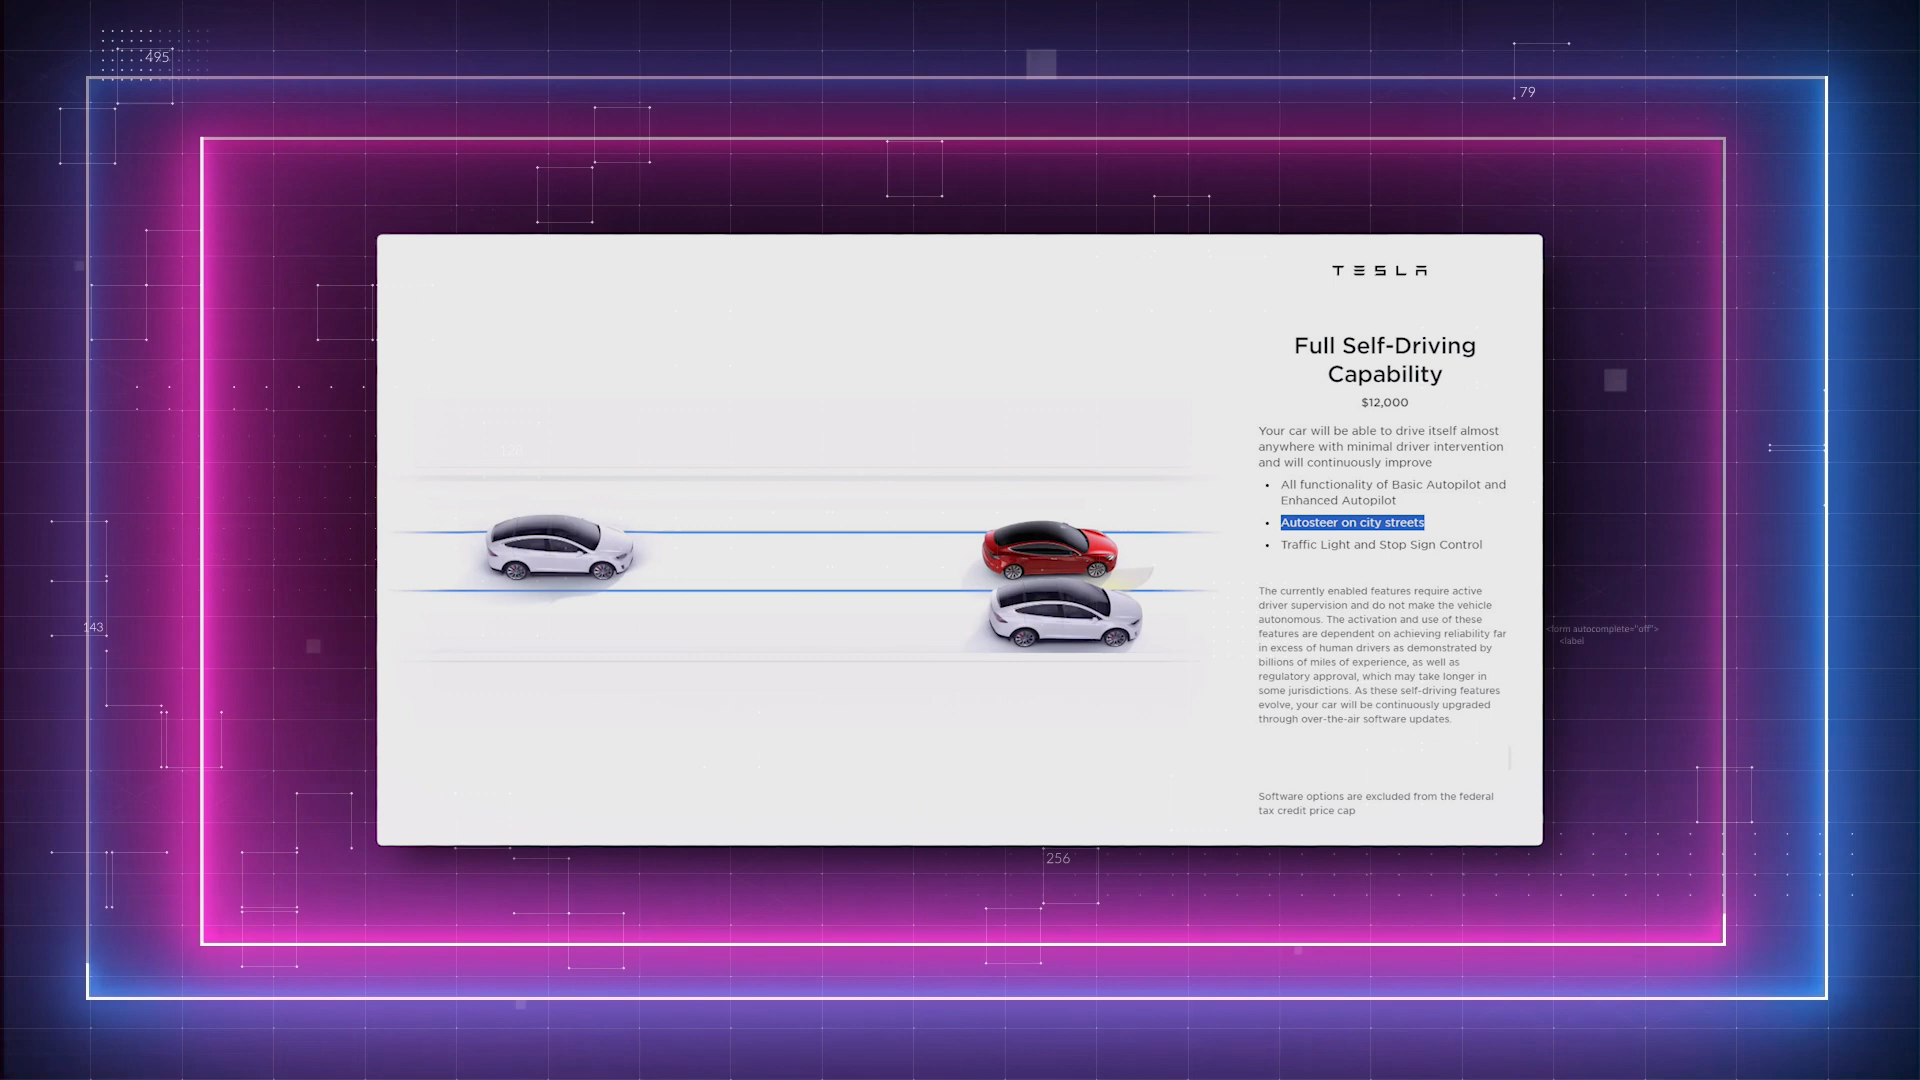 495
79
TESLA
Full Self-Driving
Capability
$12,000
Your car will be able to drive itself almost
anywhere with minimal driver intervention
and will continuously improve
• All functionality of Basic Autopilot and
Enhanced Autopilot
• Autosteer on city streets
• Traffic Light and Stop Sign Control
The currently enabled features require active
driver supervision and do not make the vehicle
autonomous. The activation and use of these
features are dependent on achieving reliability far
in excess of human drivers as demonstrated by
billions of miles of experience, as well as
regulatory approval, which may take longer in
some jurisdictions. As these self-driving features
evolve, your car will be continuously upgraded
through over-the-air software updates.
Software options are excluded from the federal
tax credit price cap
128
143
<form autocomplete="off">
<label
256